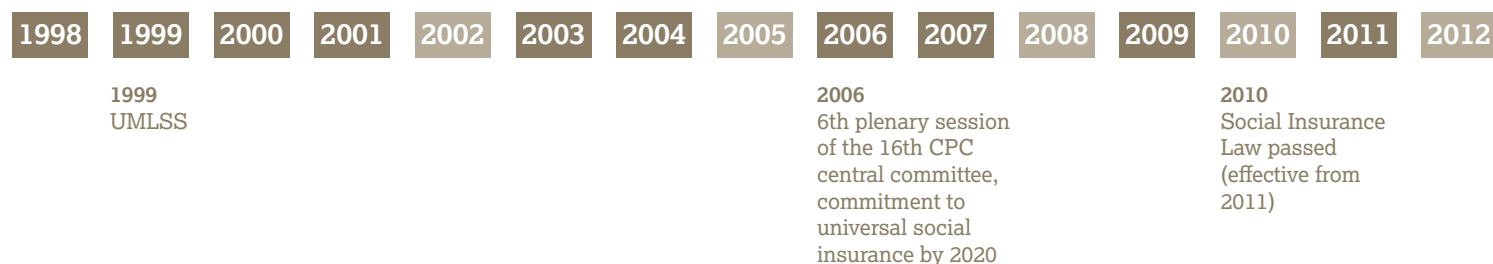 1998 1999 2000 2001 2002 2003 2004 2005 2006 2007 2008 2009 2010 2011 2012
1999
UMLSS
2006
6th plenary session
of the 16th CPC
central committee,
commitment to
universal social
insurance by 2020
2010
Social Insurance
Law passed
(effective from
2011)